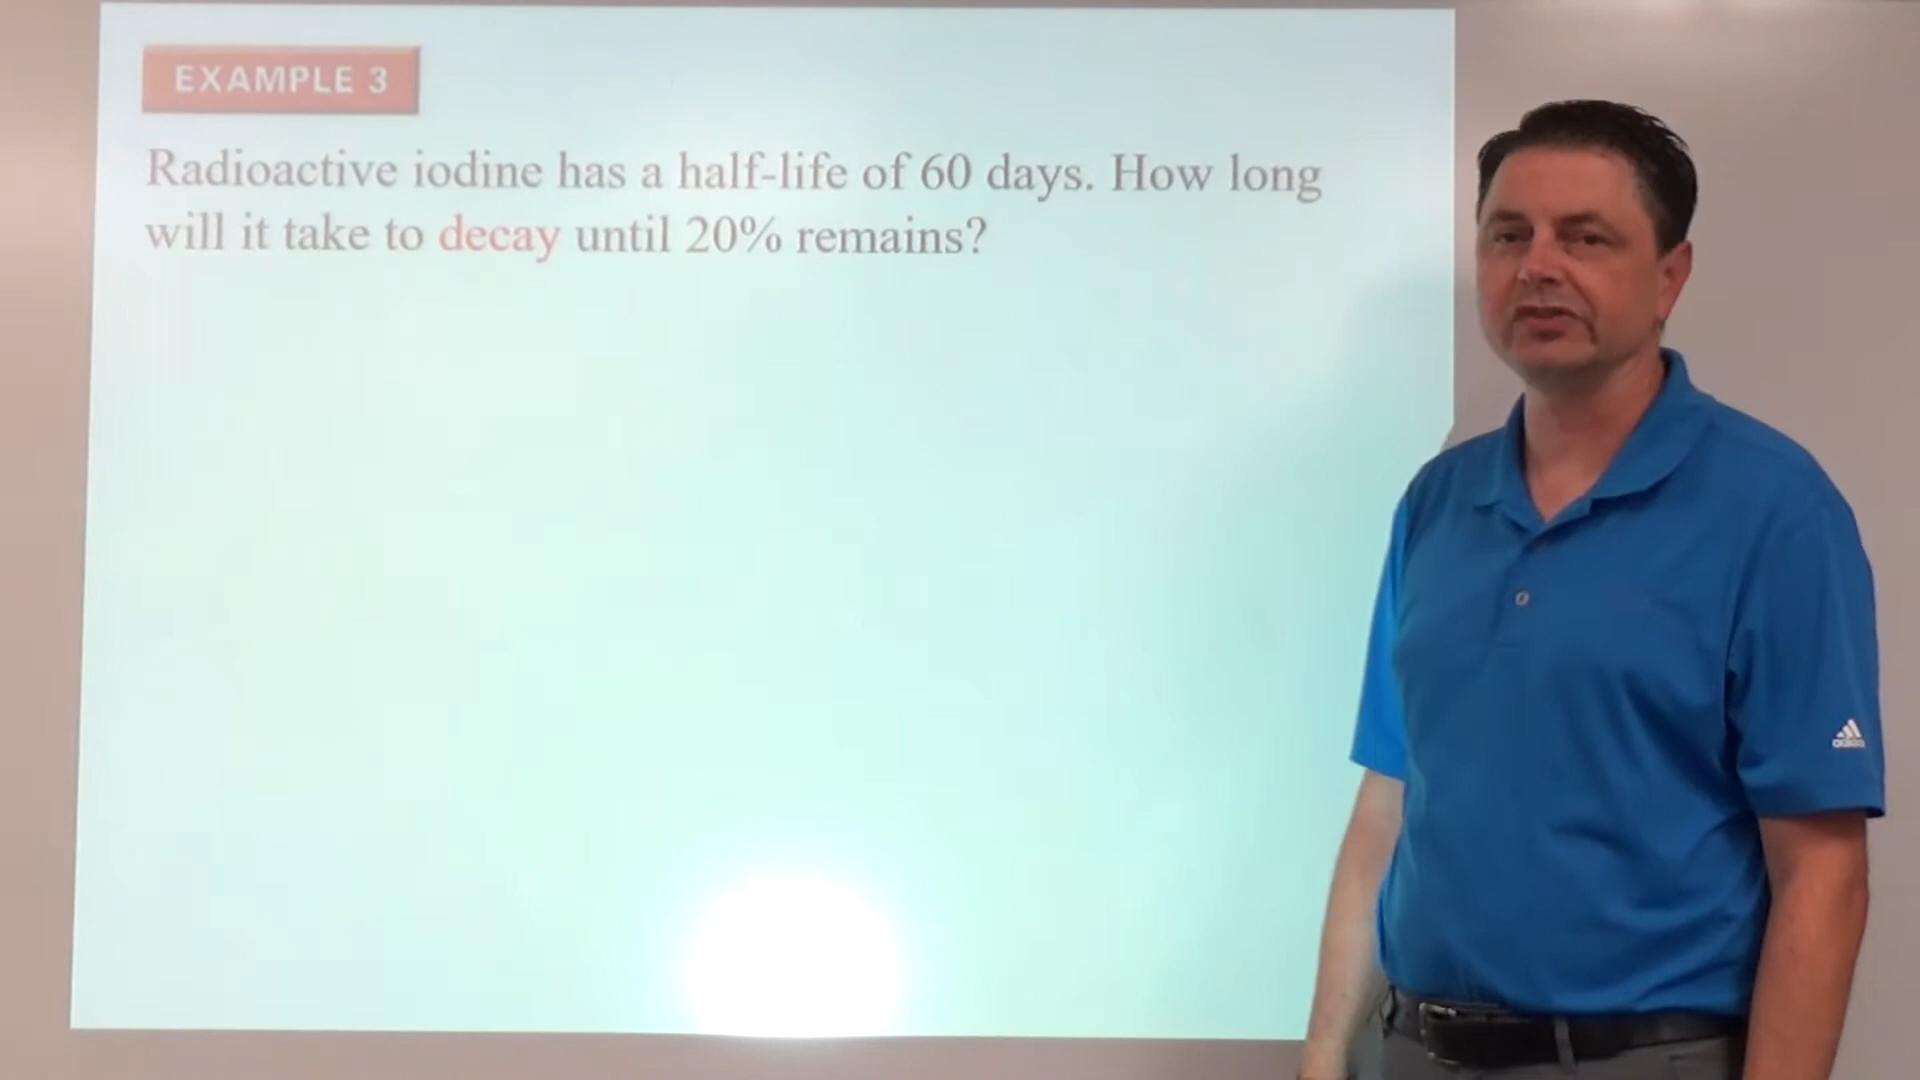 EXAMPLE 3
Radioactive iodine has a half-life of 60 days. How long
will it take to decay until 20% remains?
adidas